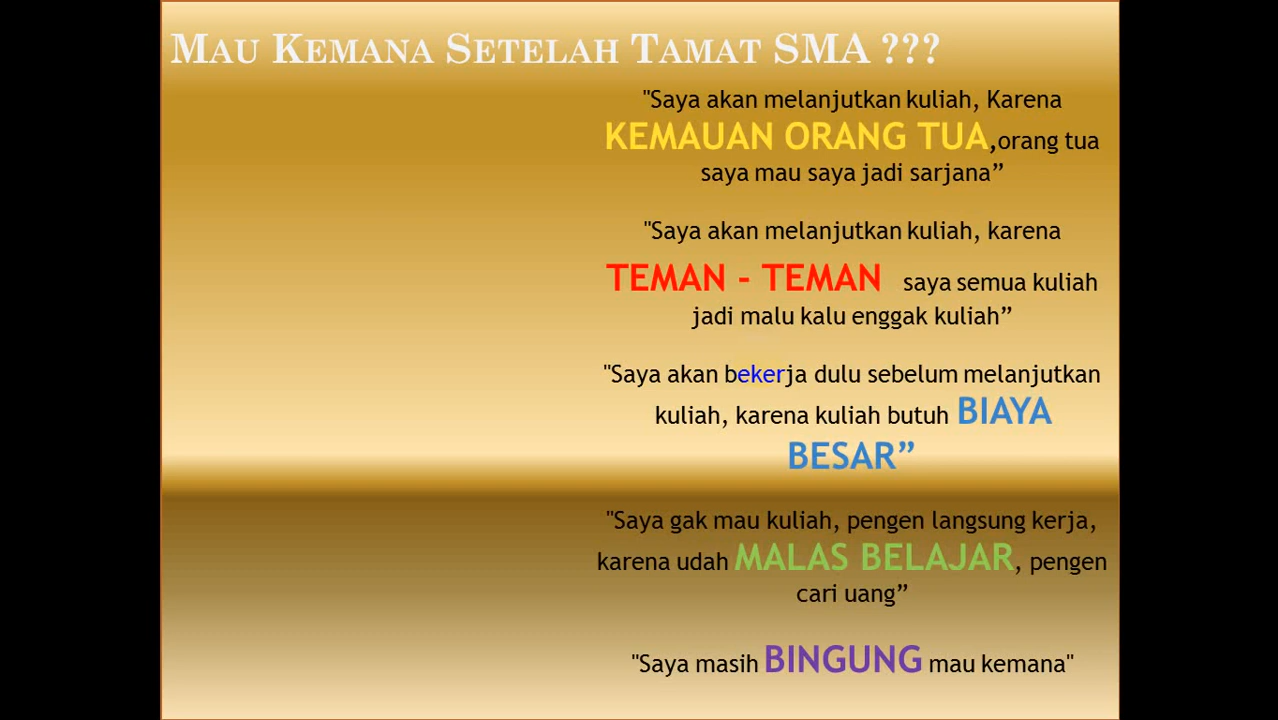 Mau Kemana Setelah Tamat SMA ???
"Saya akan melanjutkan kuliah, Karena
KEMAUAN ORANG TUA,orang tua
saya mau saya jadi sarjana”
"Saya akan melanjutkan kuliah, karena
TEMAN - TEMAN saya semua kuliah
jadi malu kalu enggak kuliah”
"Saya akan bekerja dulu sebelum melanjutkan
kuliah, karena kuliah butuh BIAYA
BESAR”
"Saya gak mau kuliah, pengen langsung kerja,
karena udah MALAS BELAJAR, pengen
cari uang”
"Saya masih BINGUNG mau kemana"